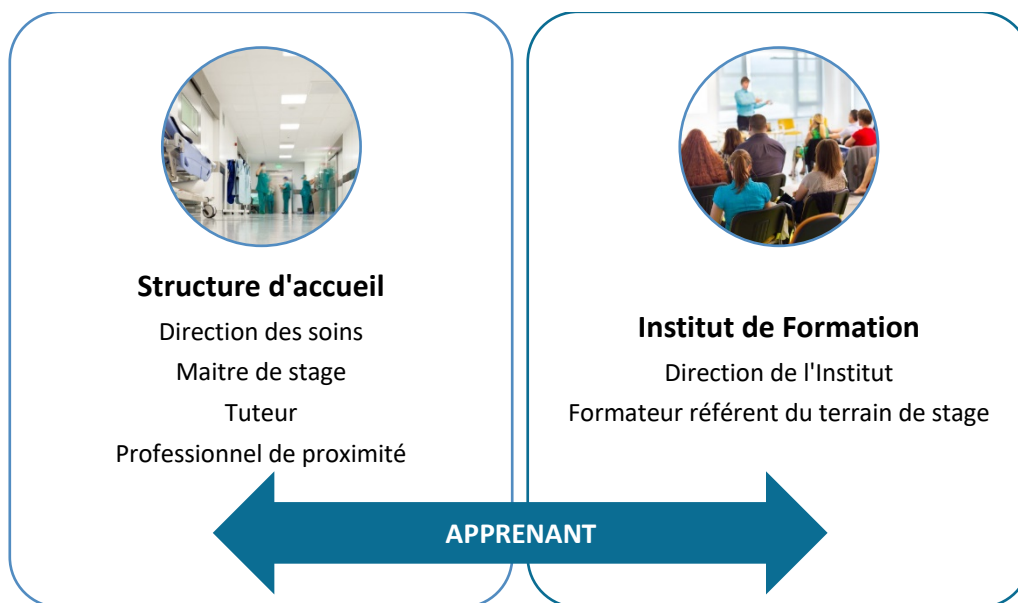 Structure d'accueil
Direction des soins
Maitre de stage
Tuteur
Professionnel de proximité
Institut de Formation
Direction de l'Institut
Formateur référent du terrain de stage
APPRENANT